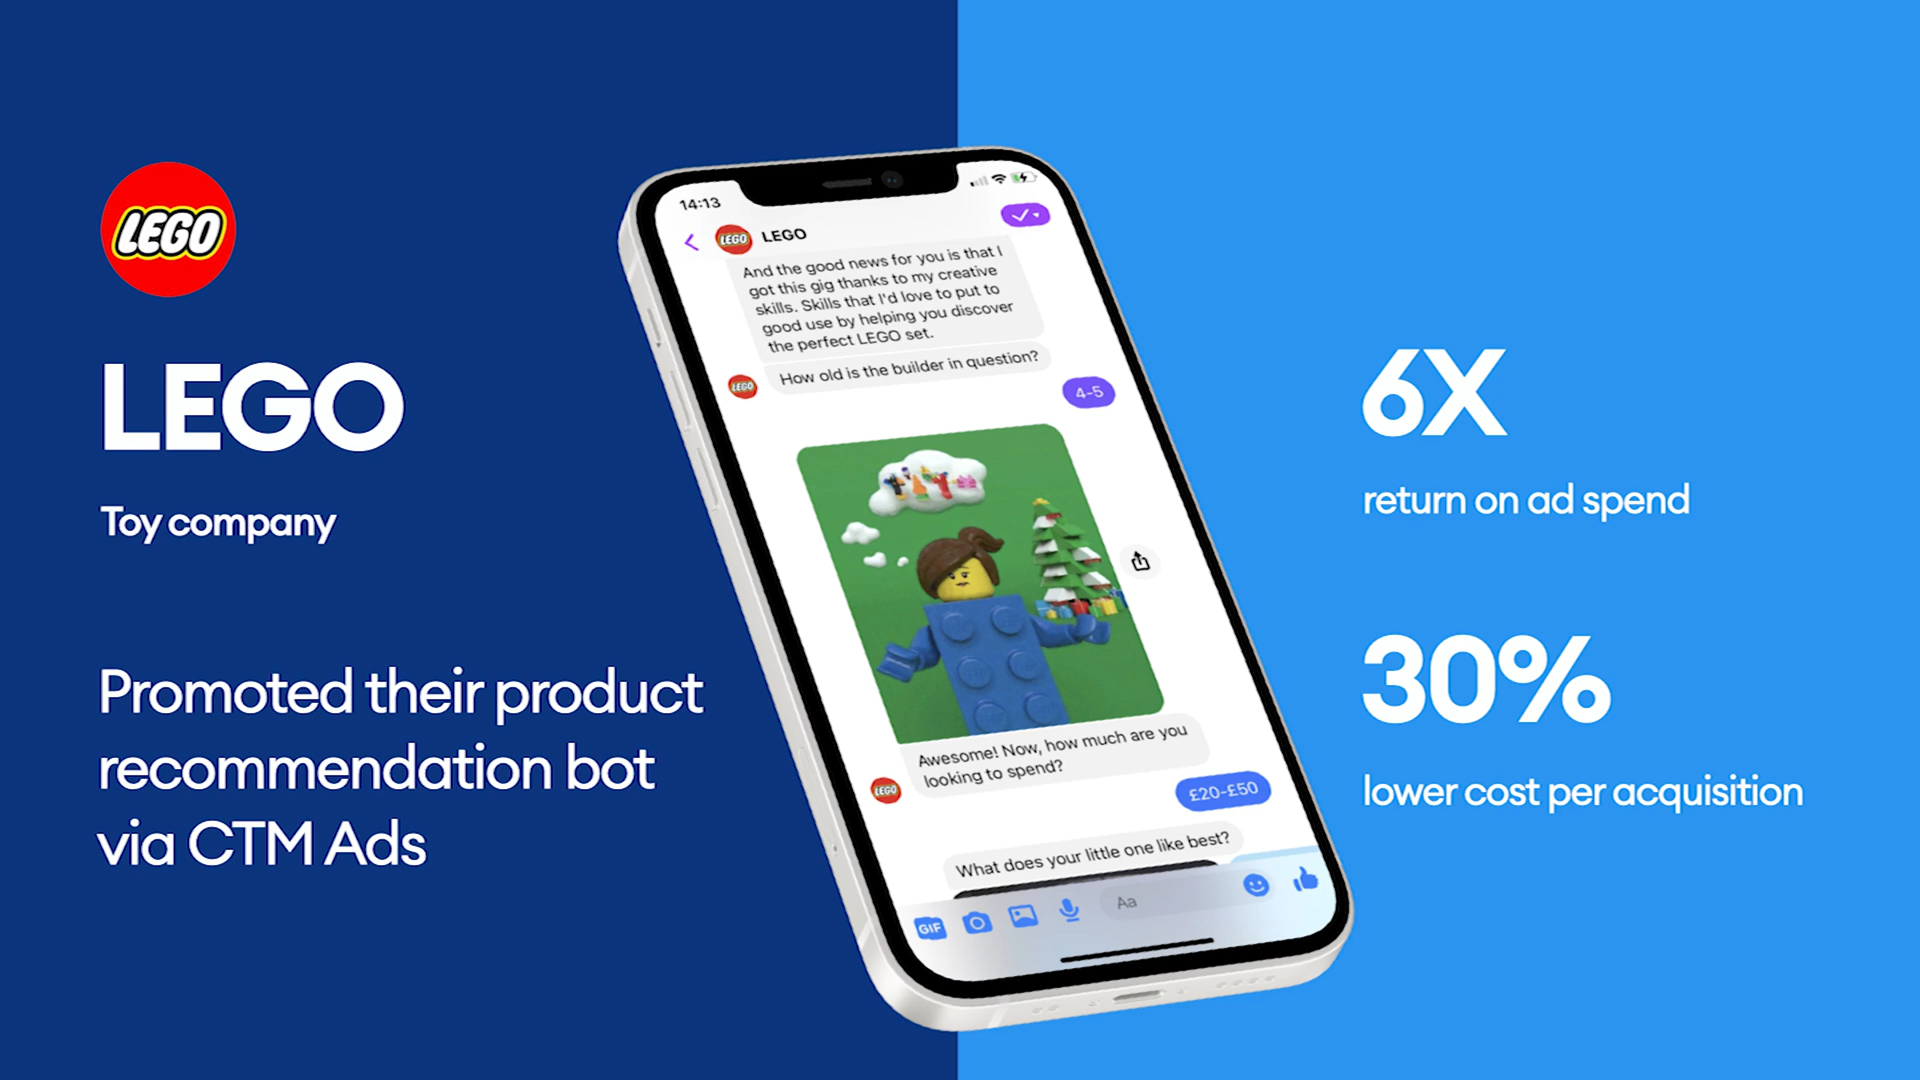 LEGO
LEGO
Toy company
Promoted their product
recommendation bot
via CTM Ads
14:13
LEGO
LEGO
And the good news for you is that I
got this gig thanks to my creative
skills. Skills that I'd love to put to
good use by helping you discover
the perfect LEGO set.
LEGO
How old is the builder in question?
4-5
Awesome! Now, how much are you
looking to spend?
LEGO
£20-£50
What does your little one like best?
GIF
Aa
6X
return on ad spend
30%
lower cost per acquisition